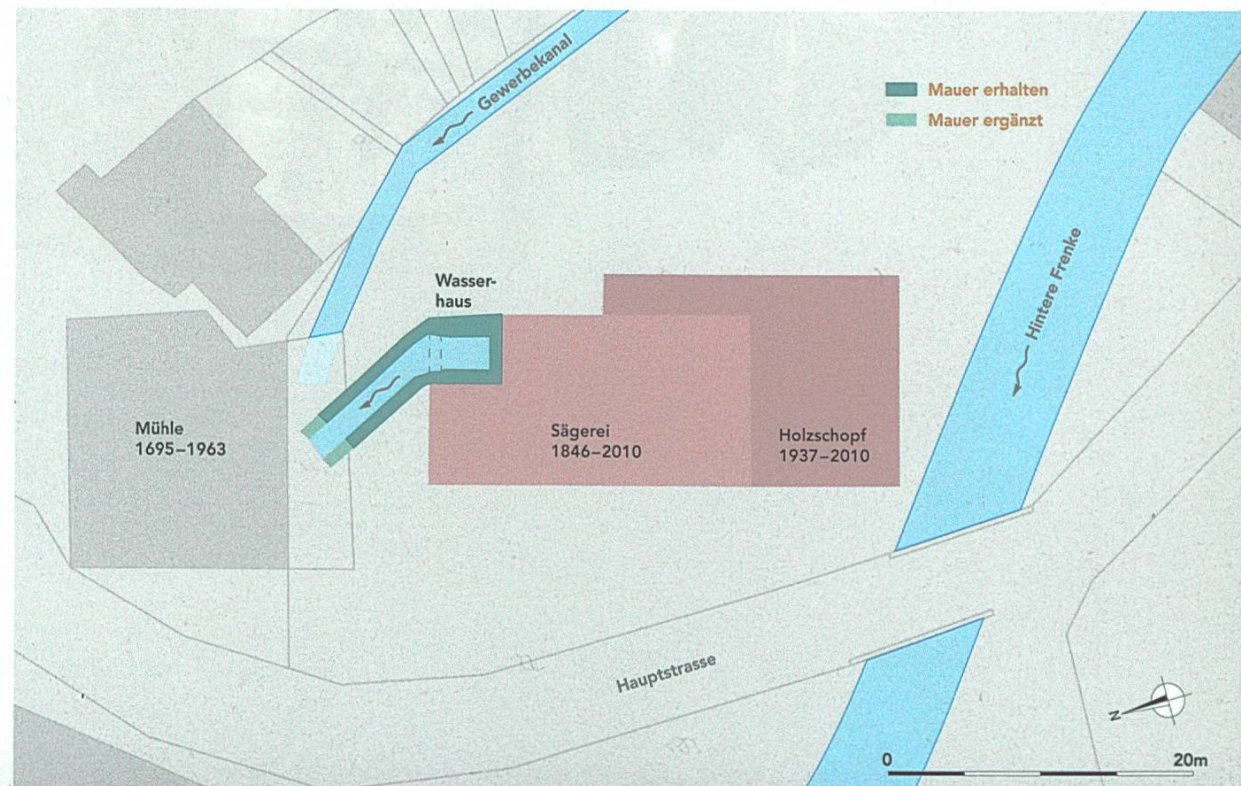 Gewerbekanal
Mauer erhalten
Mauer ergänzt
Hintere Frenke
Wasser-
haus
Mühle
1695–1963
Sägerei
1846–2010
Holzschopf
1937–2010
Hauptstrasse
N
0 20m